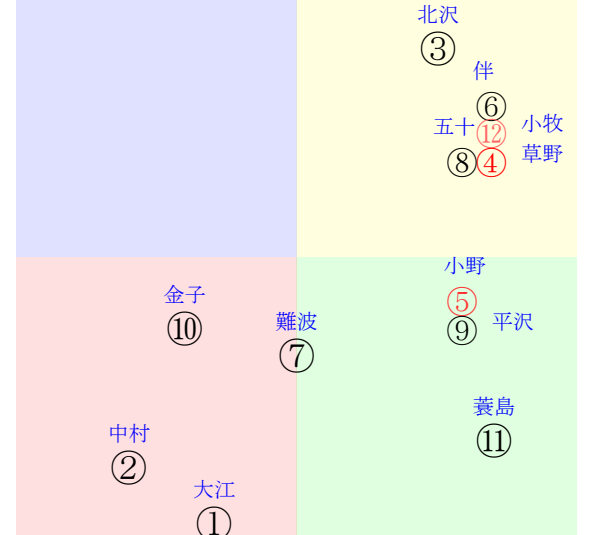 北沢
③
伴
⑥
五十 ⑫ 小牧
⑧ ④ 草野
小野
金子 ⑤
難波 平沢
⑩ ⑨
⑦
蓑島
中村 ⑪
②
大江
①